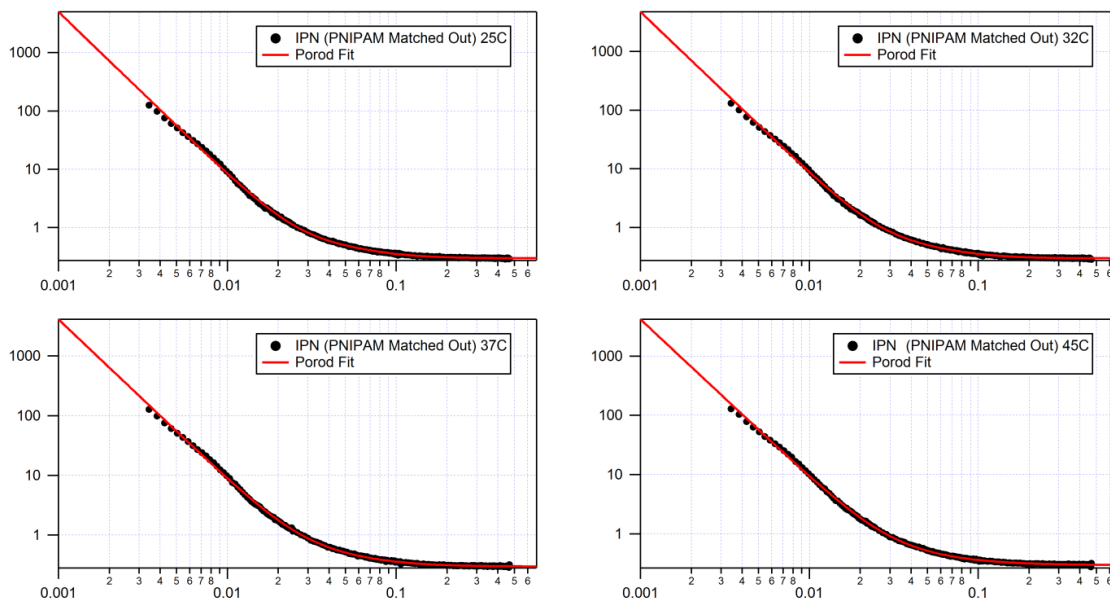 IPN (PNIPAM Matched Out) 25C
Porod Fit
1000
100
10
1
0.001 2 3 4 5 6 7 8 0.01 2 3 4 5 6 7 8 0.1 2 3 4 5 6
IPN (PNIPAM Matched Out) 32C
Porod Fit
1000
100
10
1
0.001 2 3 4 5 6 7 8 0.01 2 3 4 5 6 7 8 0.1 2 3 4 5 6
IPN (PNIPAM Matched Out) 37C
Porod Fit
1000
100
10
1
0.001 2 3 4 5 6 7 8 0.01 2 3 4 5 6 7 8 0.1 2 3 4 5 6
IPN (PNIPAM Matched Out) 45C
Porod Fit
1000
100
10
1
0.001 2 3 4 5 6 7 8 0.01 2 3 4 5 6 7 8 0.1 2 3 4 5 6